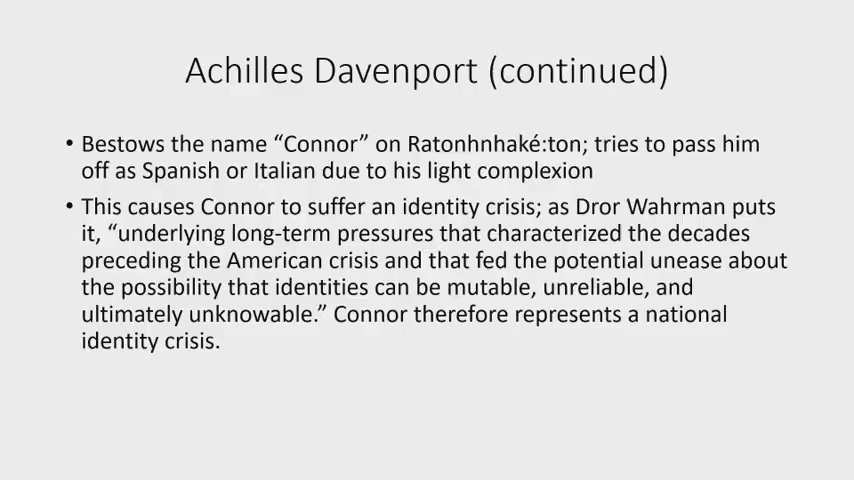 Achilles Davenport (continued)
• Bestows the name “Connor” on Ratonhnhaké:ton; tries to pass him
off as Spanish or Italian due to his light complexion
• This causes Connor to suffer an identity crisis; as Dror Wahrman puts
it, “underlying long-term pressures that characterized the decades
preceding the American crisis and that fed the potential unease about
the possibility that identities can be mutable, unreliable, and
ultimately unknowable.” Connor therefore represents a national
identity crisis.